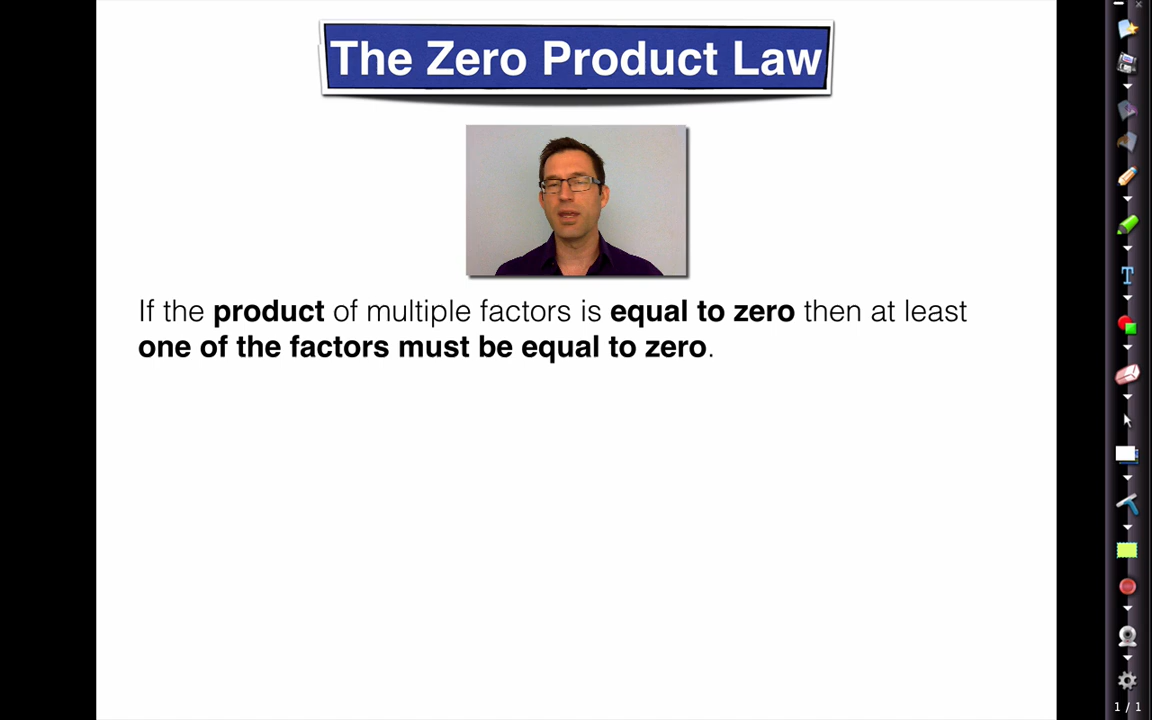 The Zero Product Law
If the product of multiple factors is equal to zero then at least
one of the factors must be equal to zero.
T
1 / 1